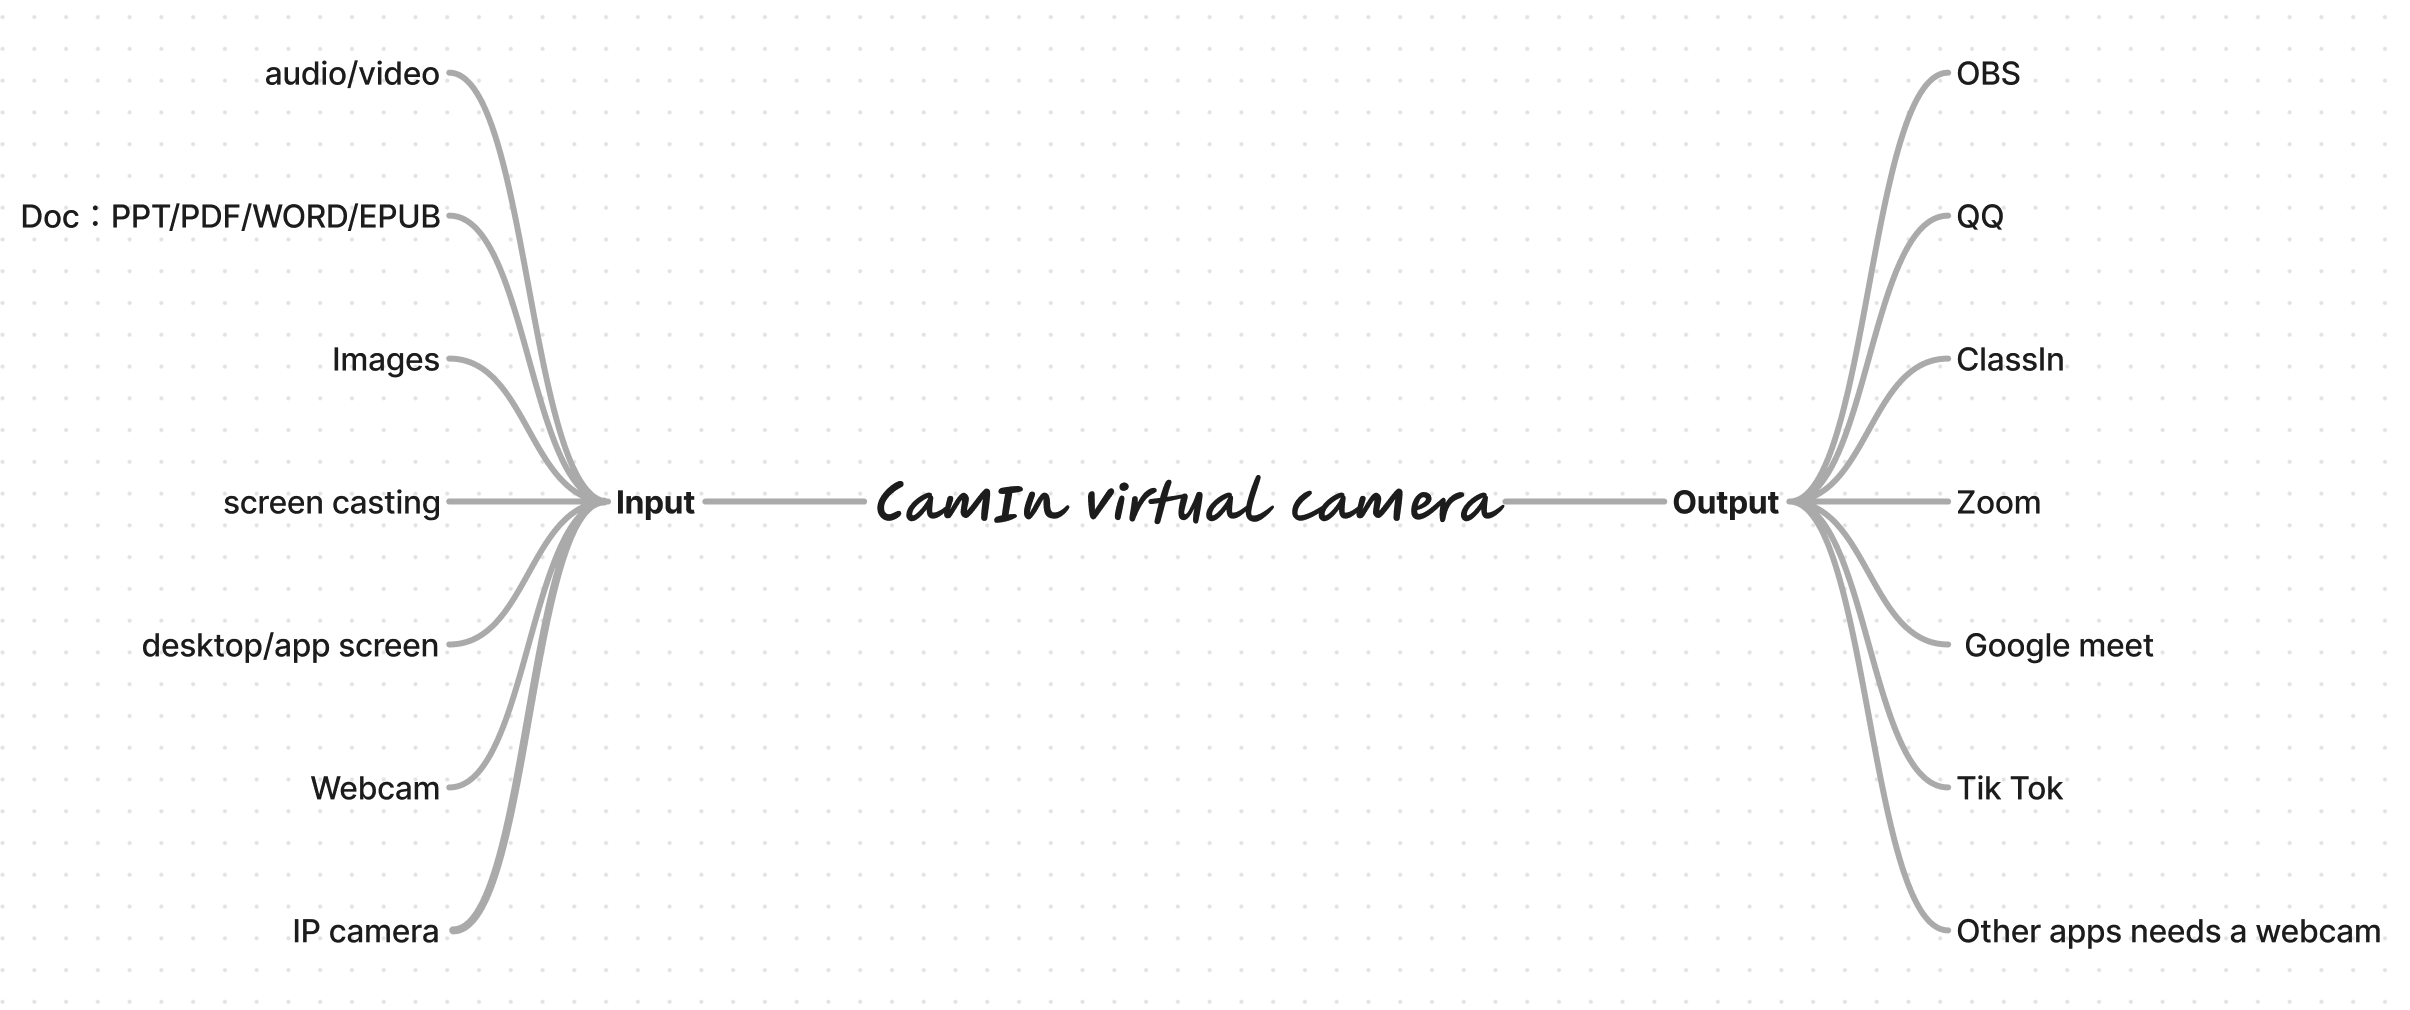 audio/video
Doc：PPT/PDF/WORD/EPUB
Images
screen casting
desktop/app screen
Webcam
IP camera
Input
CamIn virtual camera
Output
OBS
QQ
ClassIn
Zoom
Google meet
Tik Tok
Other apps needs a webcam